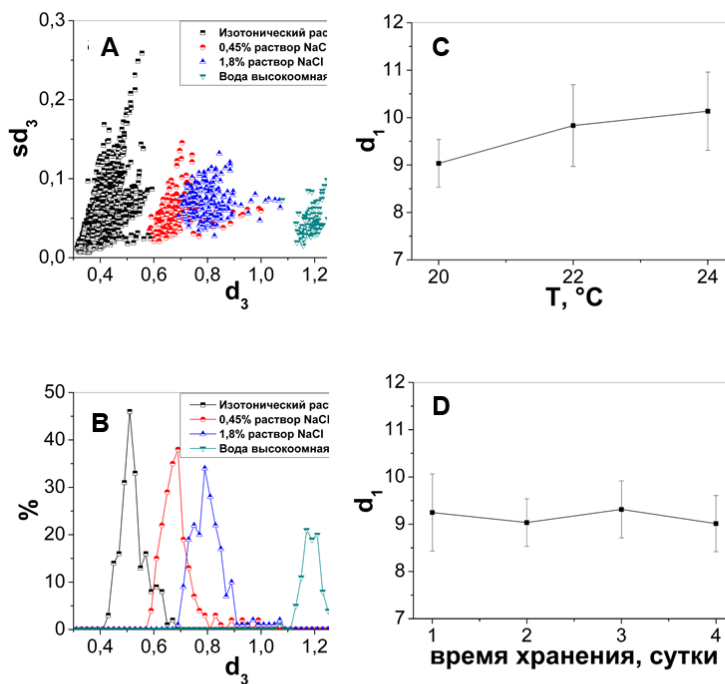 A
Изотонический рас
0,45% раствор NaCl
1,8% раствор NaCl
Вода высокоомная
0,3
0,2
0,1
0,0
sd3
0,4 0,6 0,8 1,0 1,2
d3
C
12
11
10
9
8
7
d1
20 22 24
T, °C
B
Изотонический рас
0,45% раствор NaCl
1,8% раствор NaCl
Вода высокоомная
50
40
30
20
10
0
%
0,4 0,6 0,8 1,0 1,2
d3
D
12
11
10
9
8
7
d1
1 2 3 4
время хранения, сутки